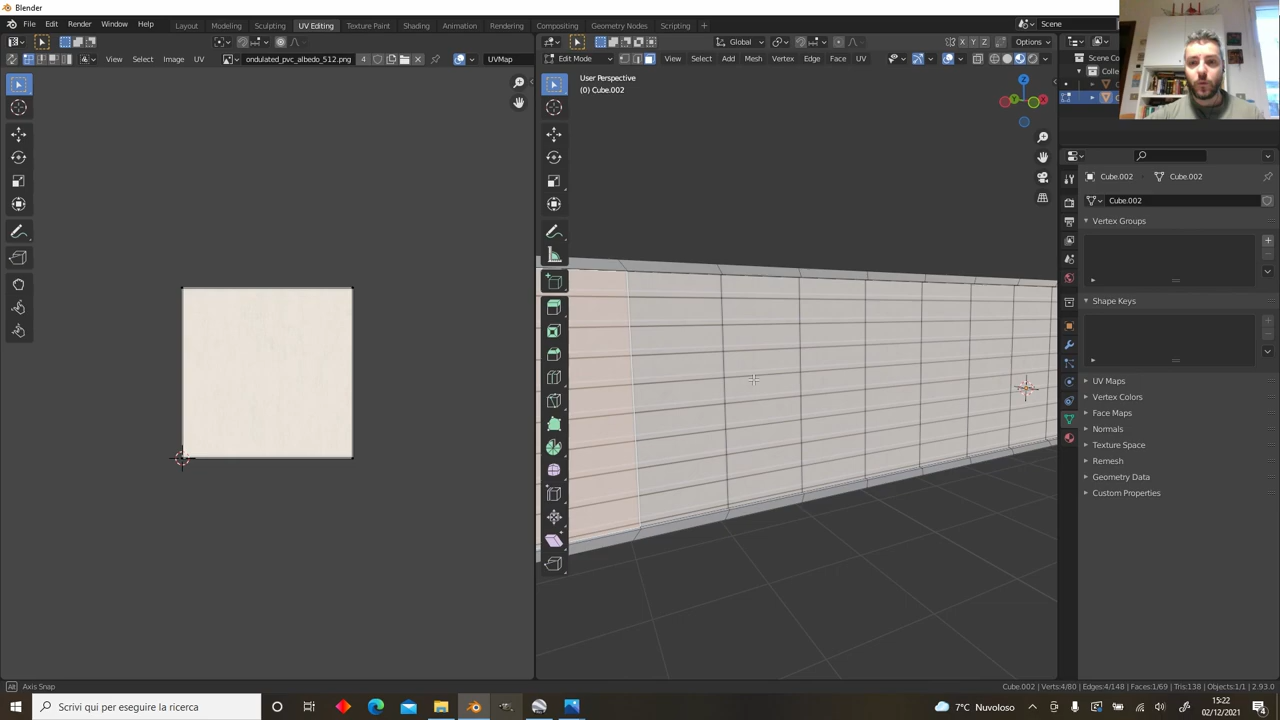 Blender
File Edit Render Window Help
Layout Modeling Sculpting UV Editing Texture Paint Shading Animation Rendering Compositing Geometry Nodes Scripting +
Scene
View Select Image UV
ondulated_pvc_albedo_512.png 4
UVMap
Global
X Y Z
Options
Edit Mode
View Select Add Mesh Vertex Edge Face UV
User Perspective
(0) Cube.002
Z
X
Y
Scene Co
Collec
Cube.002
Cube.002
Cube.002
Vertex Groups
Shape Keys
UV Maps
Vertex Colors
Face Maps
Normals
Texture Space
Remesh
Geometry Data
Custom Properties
Alt Axis Snap
Cube.002 | Verts:4/80 | Edges:4/148 | Faces:1/69 | Tris:138 | Objects:1/1 | 2.93.0
Scrivi qui per eseguire la ricerca
7°C Nuvoloso
15:22
02/12/2021